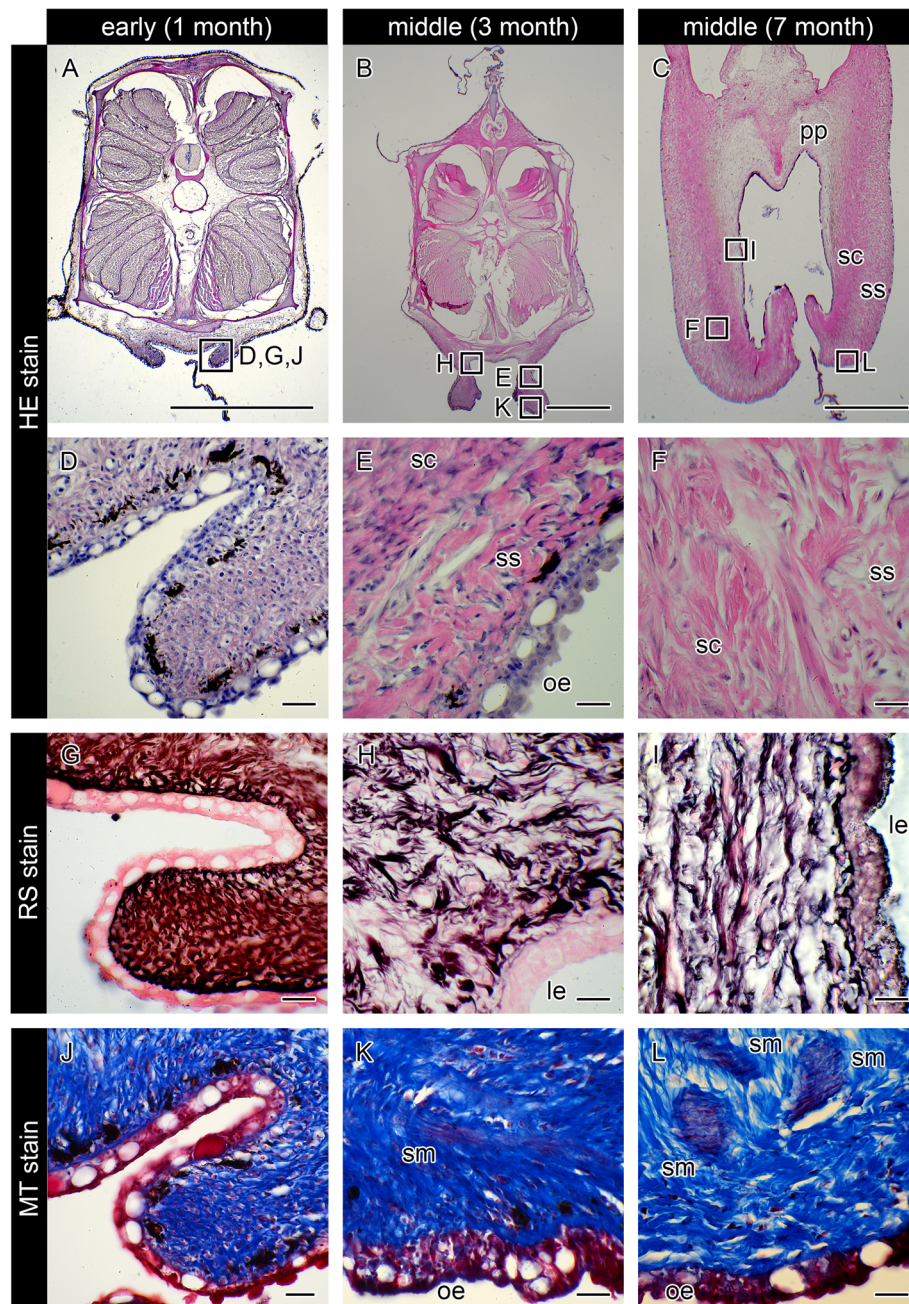 early (1 month)
middle (3 month)
middle (7 month)
HE stain
A
D,G,J
B
H
E
K
C
pp
I
sc
ss
F
L
D
E
sc
ss
oe
F
ss
sc
RS stain
G
H
le
I
le
MT stain
J
K
sm
oe
L
sm
sm
sm
oe